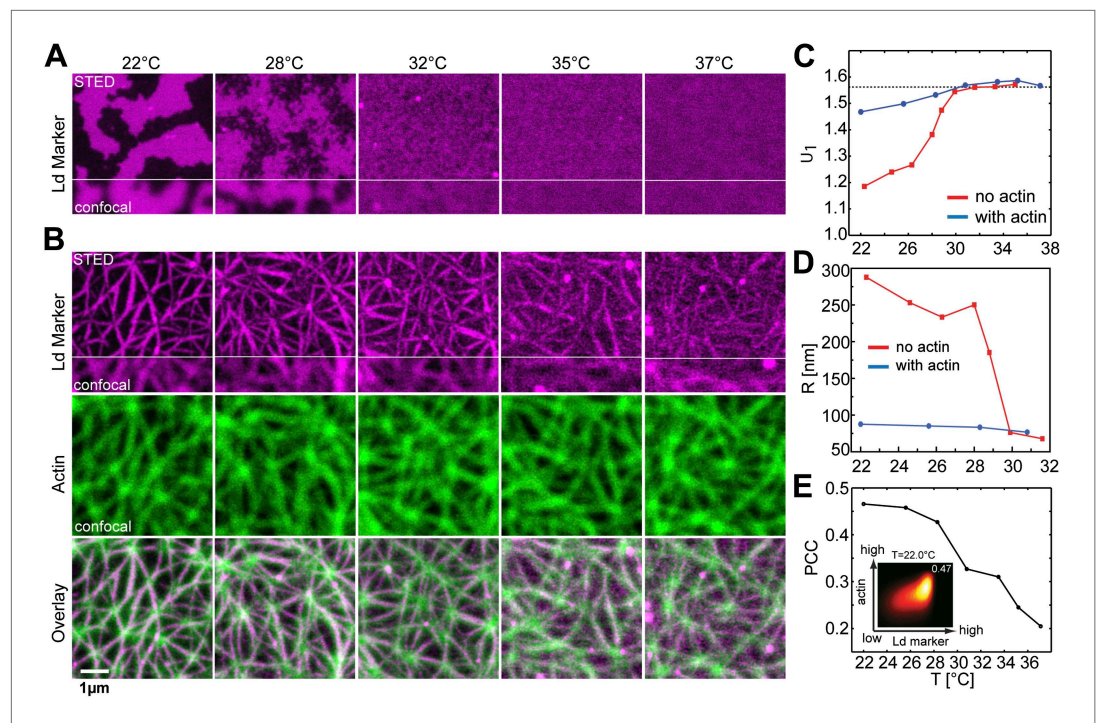 A
22°C 28°C 32°C 35°C 37°C
STED
Ld Marker
confocal
B
STED
Ld Marker
confocal
Actin
confocal
Overlay
1μm
C
1.6
1.5
1.4
1.3
1.2
1.1
1.0
U1
no actin
with actin
22 26 30 34 38
D
300
250
200
150
100
50
R [nm]
no actin
with actin
22 24 26 28 30 32
E
0.5
0.4
0.3
0.2
PCC
high
T=22.0°C
0.47
actin
low
Ld marker
high
22 24 26 28 30 32 34 36
T [°C]